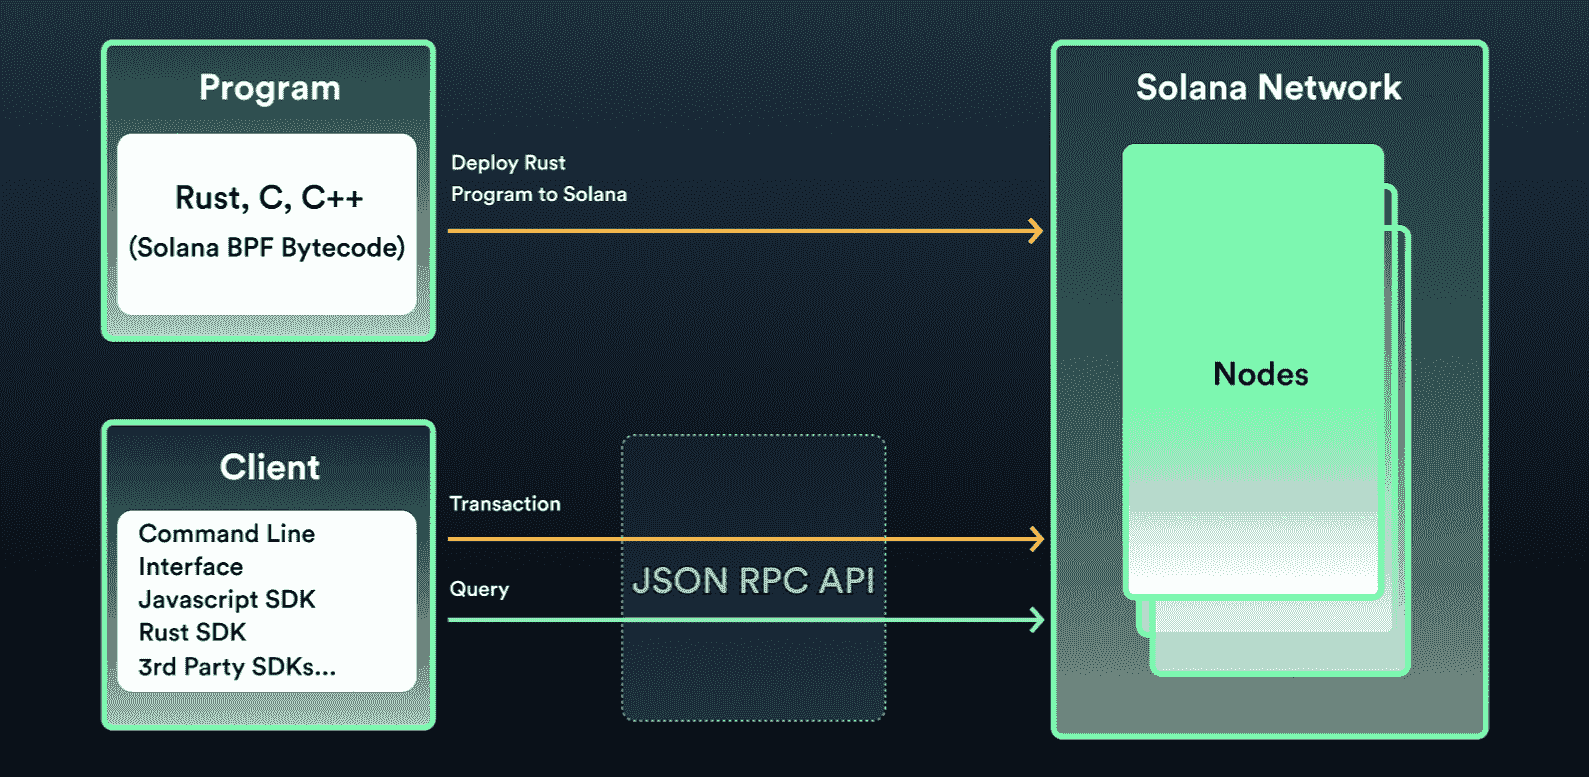 Program
Rust, C, C++
(Solana BPF Bytecode)
Deploy Rust
Program to Solana
Solana Network
Nodes
Client
Command Line
Interface
Javascript SDK
Rust SDK
3rd Party SDKs...
Transaction
Query
JSON RPC API